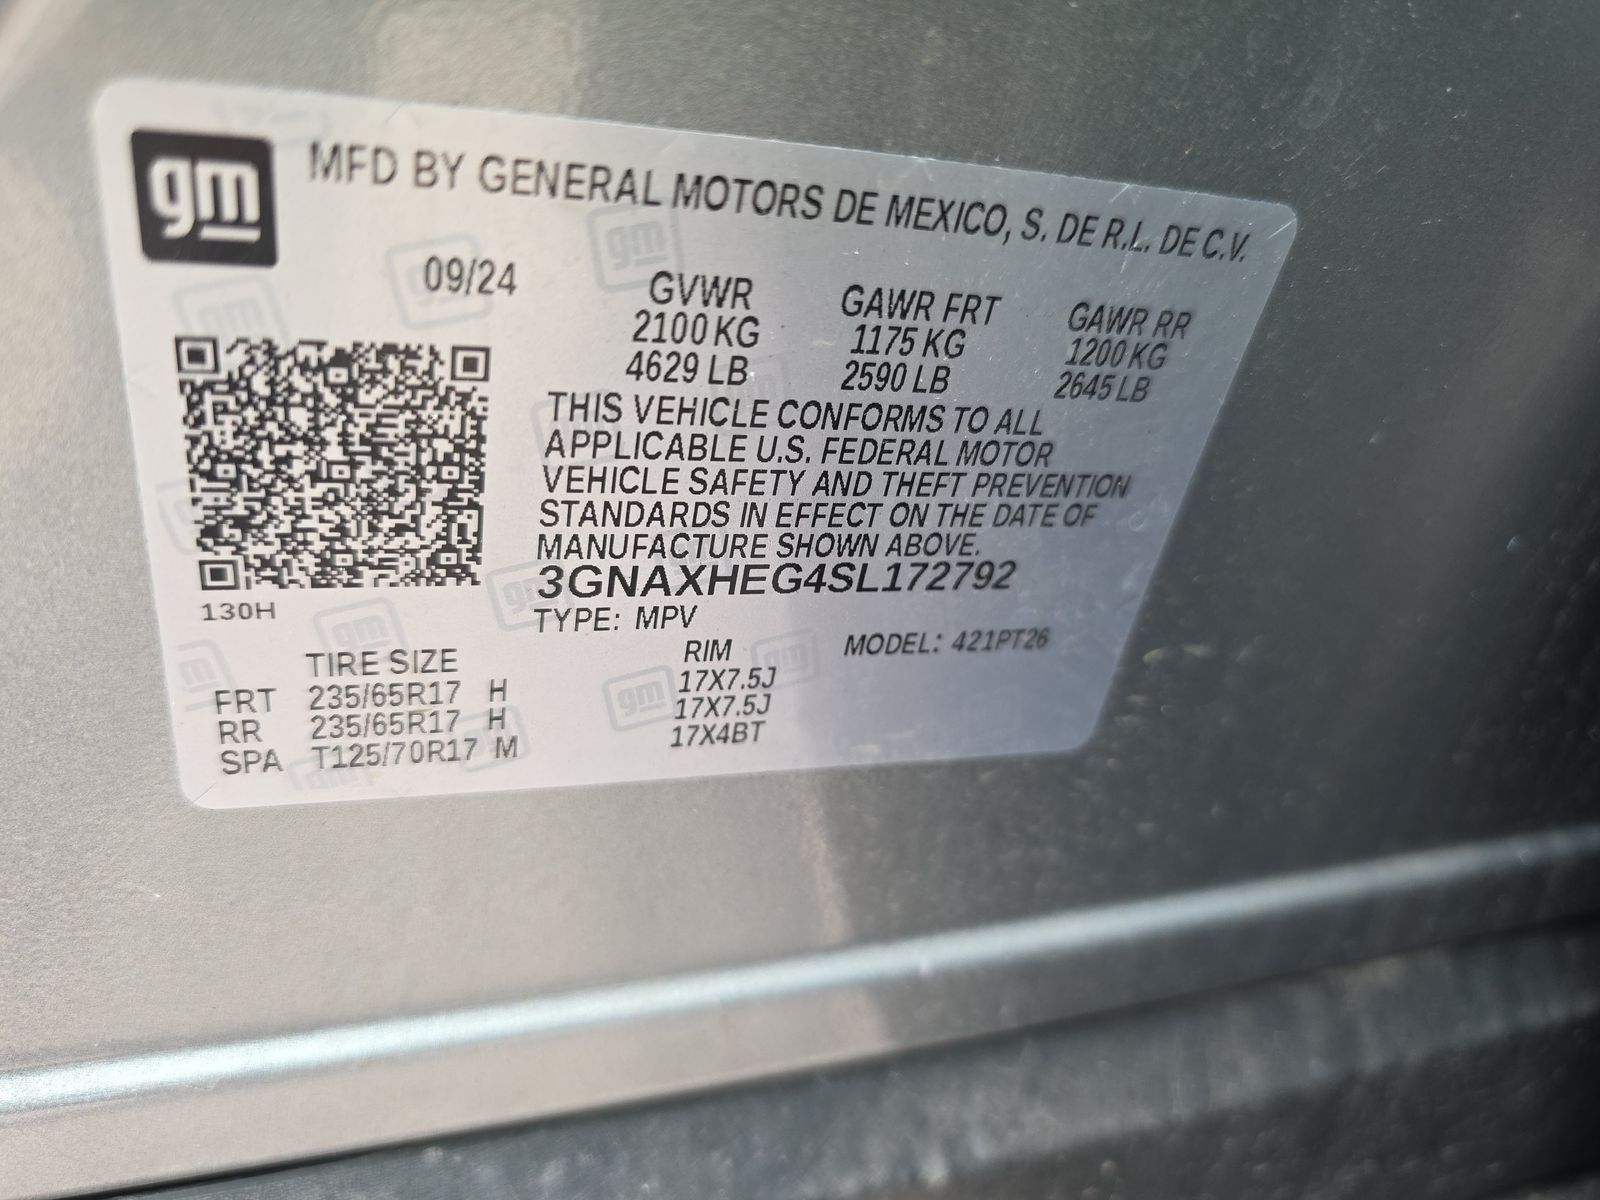 gm MFD BY GENERAL MOTORS DE MEXICO, S. DE R.L. DE C.V.
09/24
GVWR GAWR FRT GAWR RR
2100 KG 1175 KG 1200 KG
4629 LB 2590 LB 2645 LB
THIS VEHICLE CONFORMS TO ALL
APPLICABLE U.S. FEDERAL MOTOR
VEHICLE SAFETY AND THEFT PREVENTION
STANDARDS IN EFFECT ON THE DATE OF
MANUFACTURE SHOWN ABOVE.
3GNAXHEG4SL172792
130H
TYPE: MPV
MODEL: 421PT26
TIRE SIZE RIM
FRT 235/65R17 H 17X7.5J
RR 235/65R17 H 17X7.5J
SPA T125/70R17 M 17X4BT